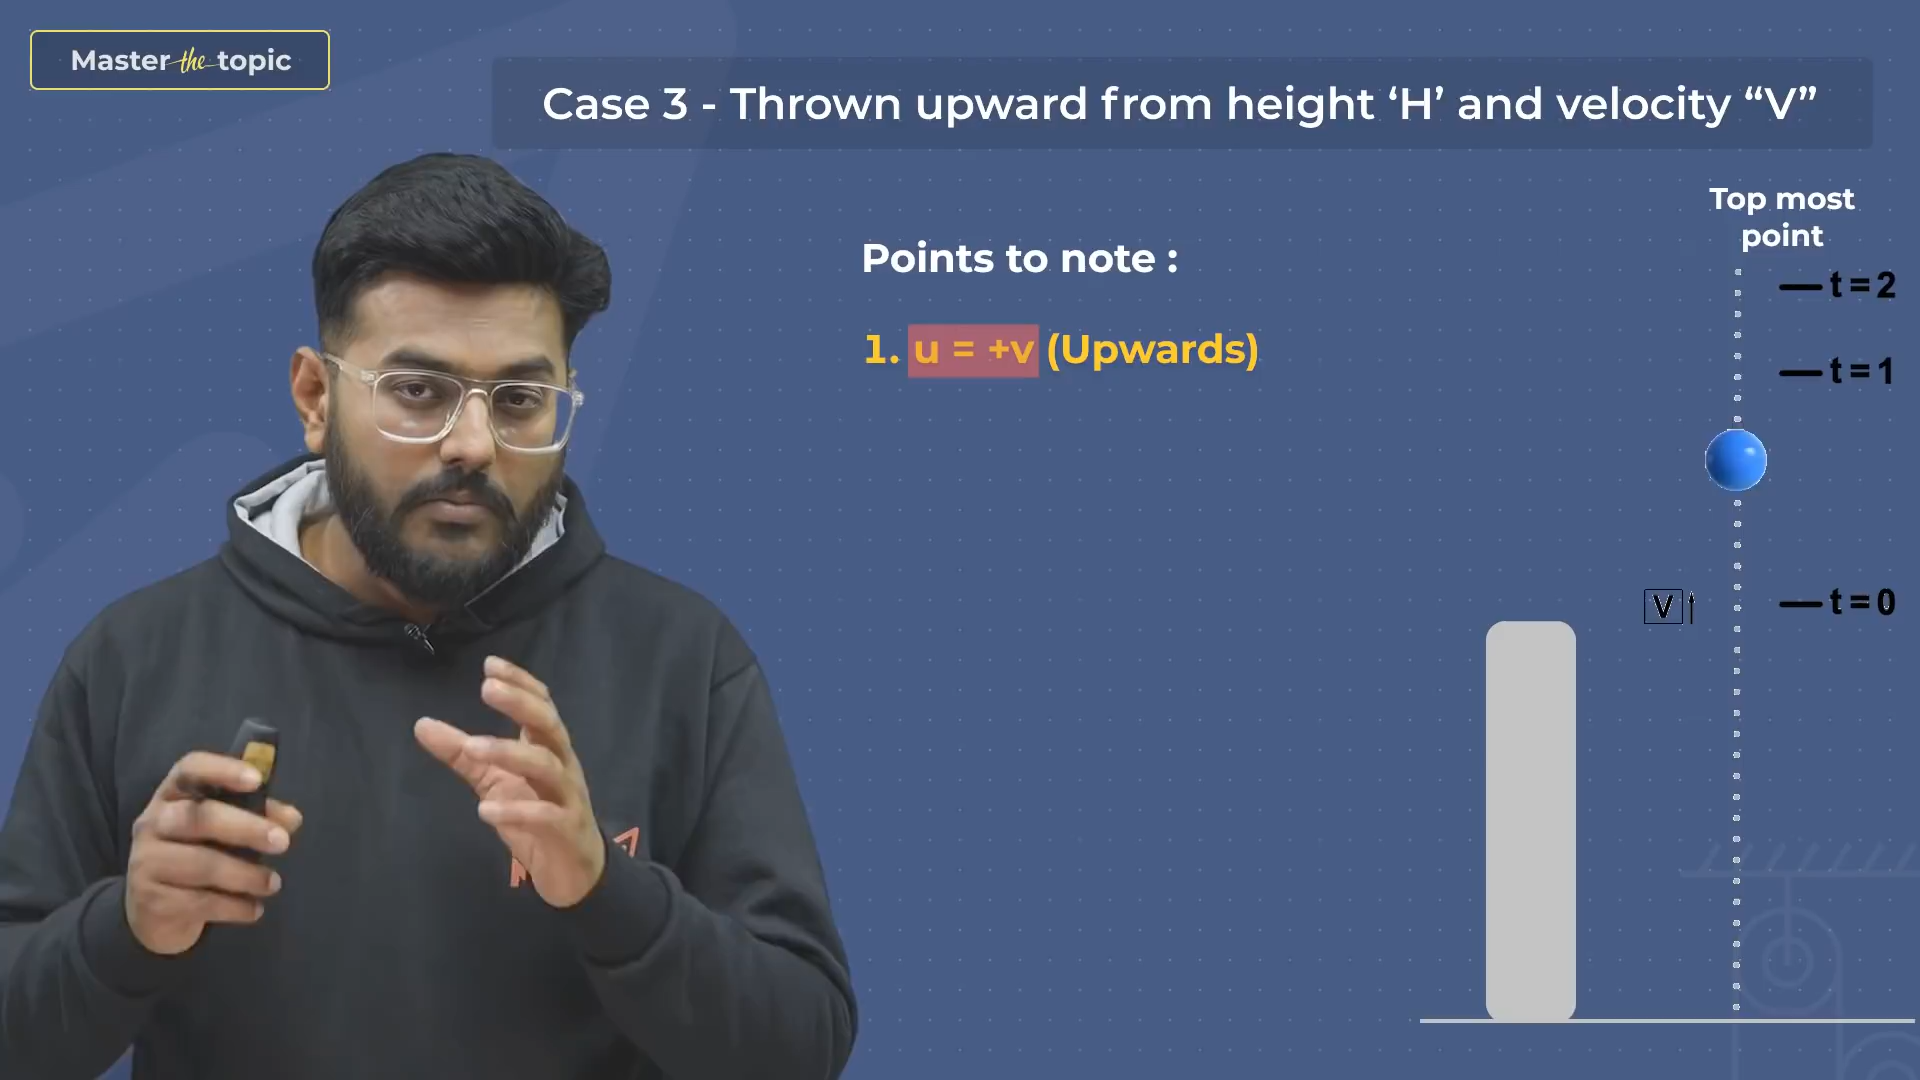 Master the topic
Case 3 - Thrown upward from height ‘H’ and velocity “V”
Top most
point
Points to note :
t = 2
1. u = +v (Upwards)
t = 1
V
t = 0